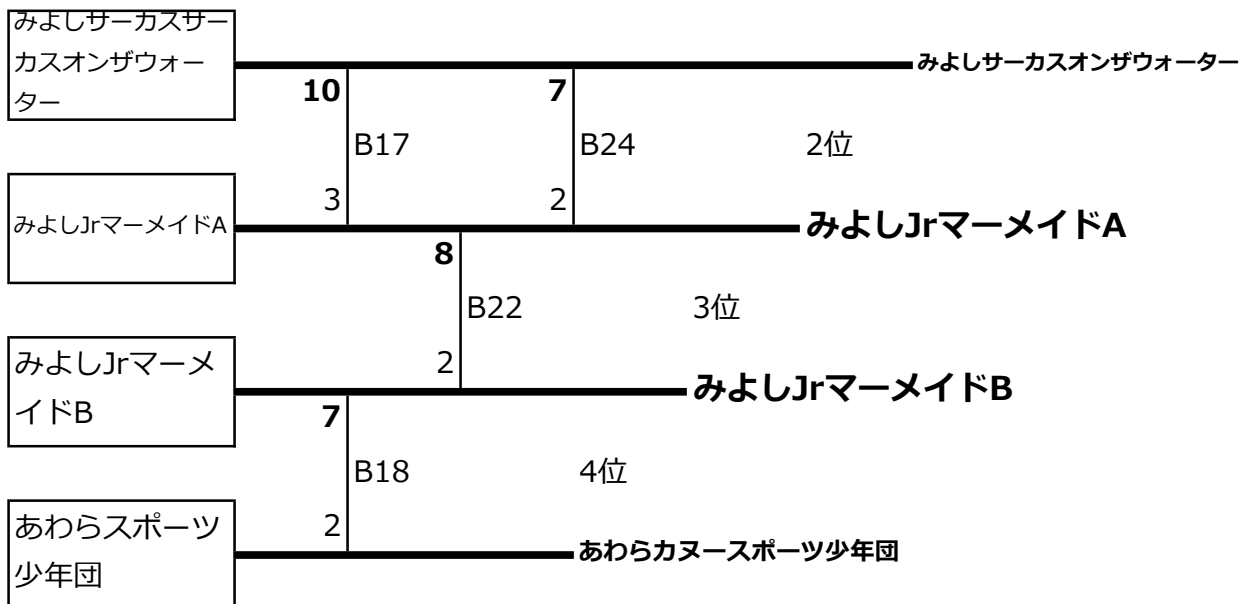 みよしサーカスサー
カスオンザウォー
ター
みよしサーカスオンザウォーター
10
7
B17
B24
2位
3
2
みよしJrマーメイドA
みよしJrマーメイドA
8
B22
3位
みよしJrマーメ
イドB
2
みよしJrマーメイドB
7
B18
4位
あわらスポーツ
少年団
2
あわらカヌースポーツ少年団